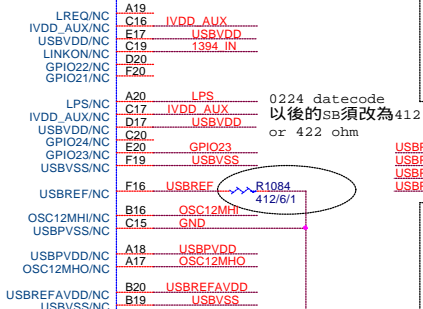 LREQ/NC A19
IVDD_AUX/NC C16 IVDD_AUX
USBVDD/NC E17 USBVDD
LINKON/NC C19 1394_IN
GPIO22/NC D20
GPIO21/NC F20
LPS/NC A20 LPS
IVDD_AUX/NC C17 IVDD_AUX
USBVDD/NC D17 USBVDD
GPIO24/NC C20
GPIO23/NC E20 GPIO23
USBVSS/NC F19 USBVSS
0224 datecode
以後的SB須改為412
or 422 ohm
USBREF/NC F16 USBREF R1084
412/6/1
OSC12MHI/NC B16 OSC12MHI
USBPVSS/NC C15 GND
USBPVDD/NC A18 USBPVDD
OSC12MHO/NC A17 OSC12MHO
USBREFAVDD/NC B20 USBREFAVDD
USBVSS/NC B19 USBVSS